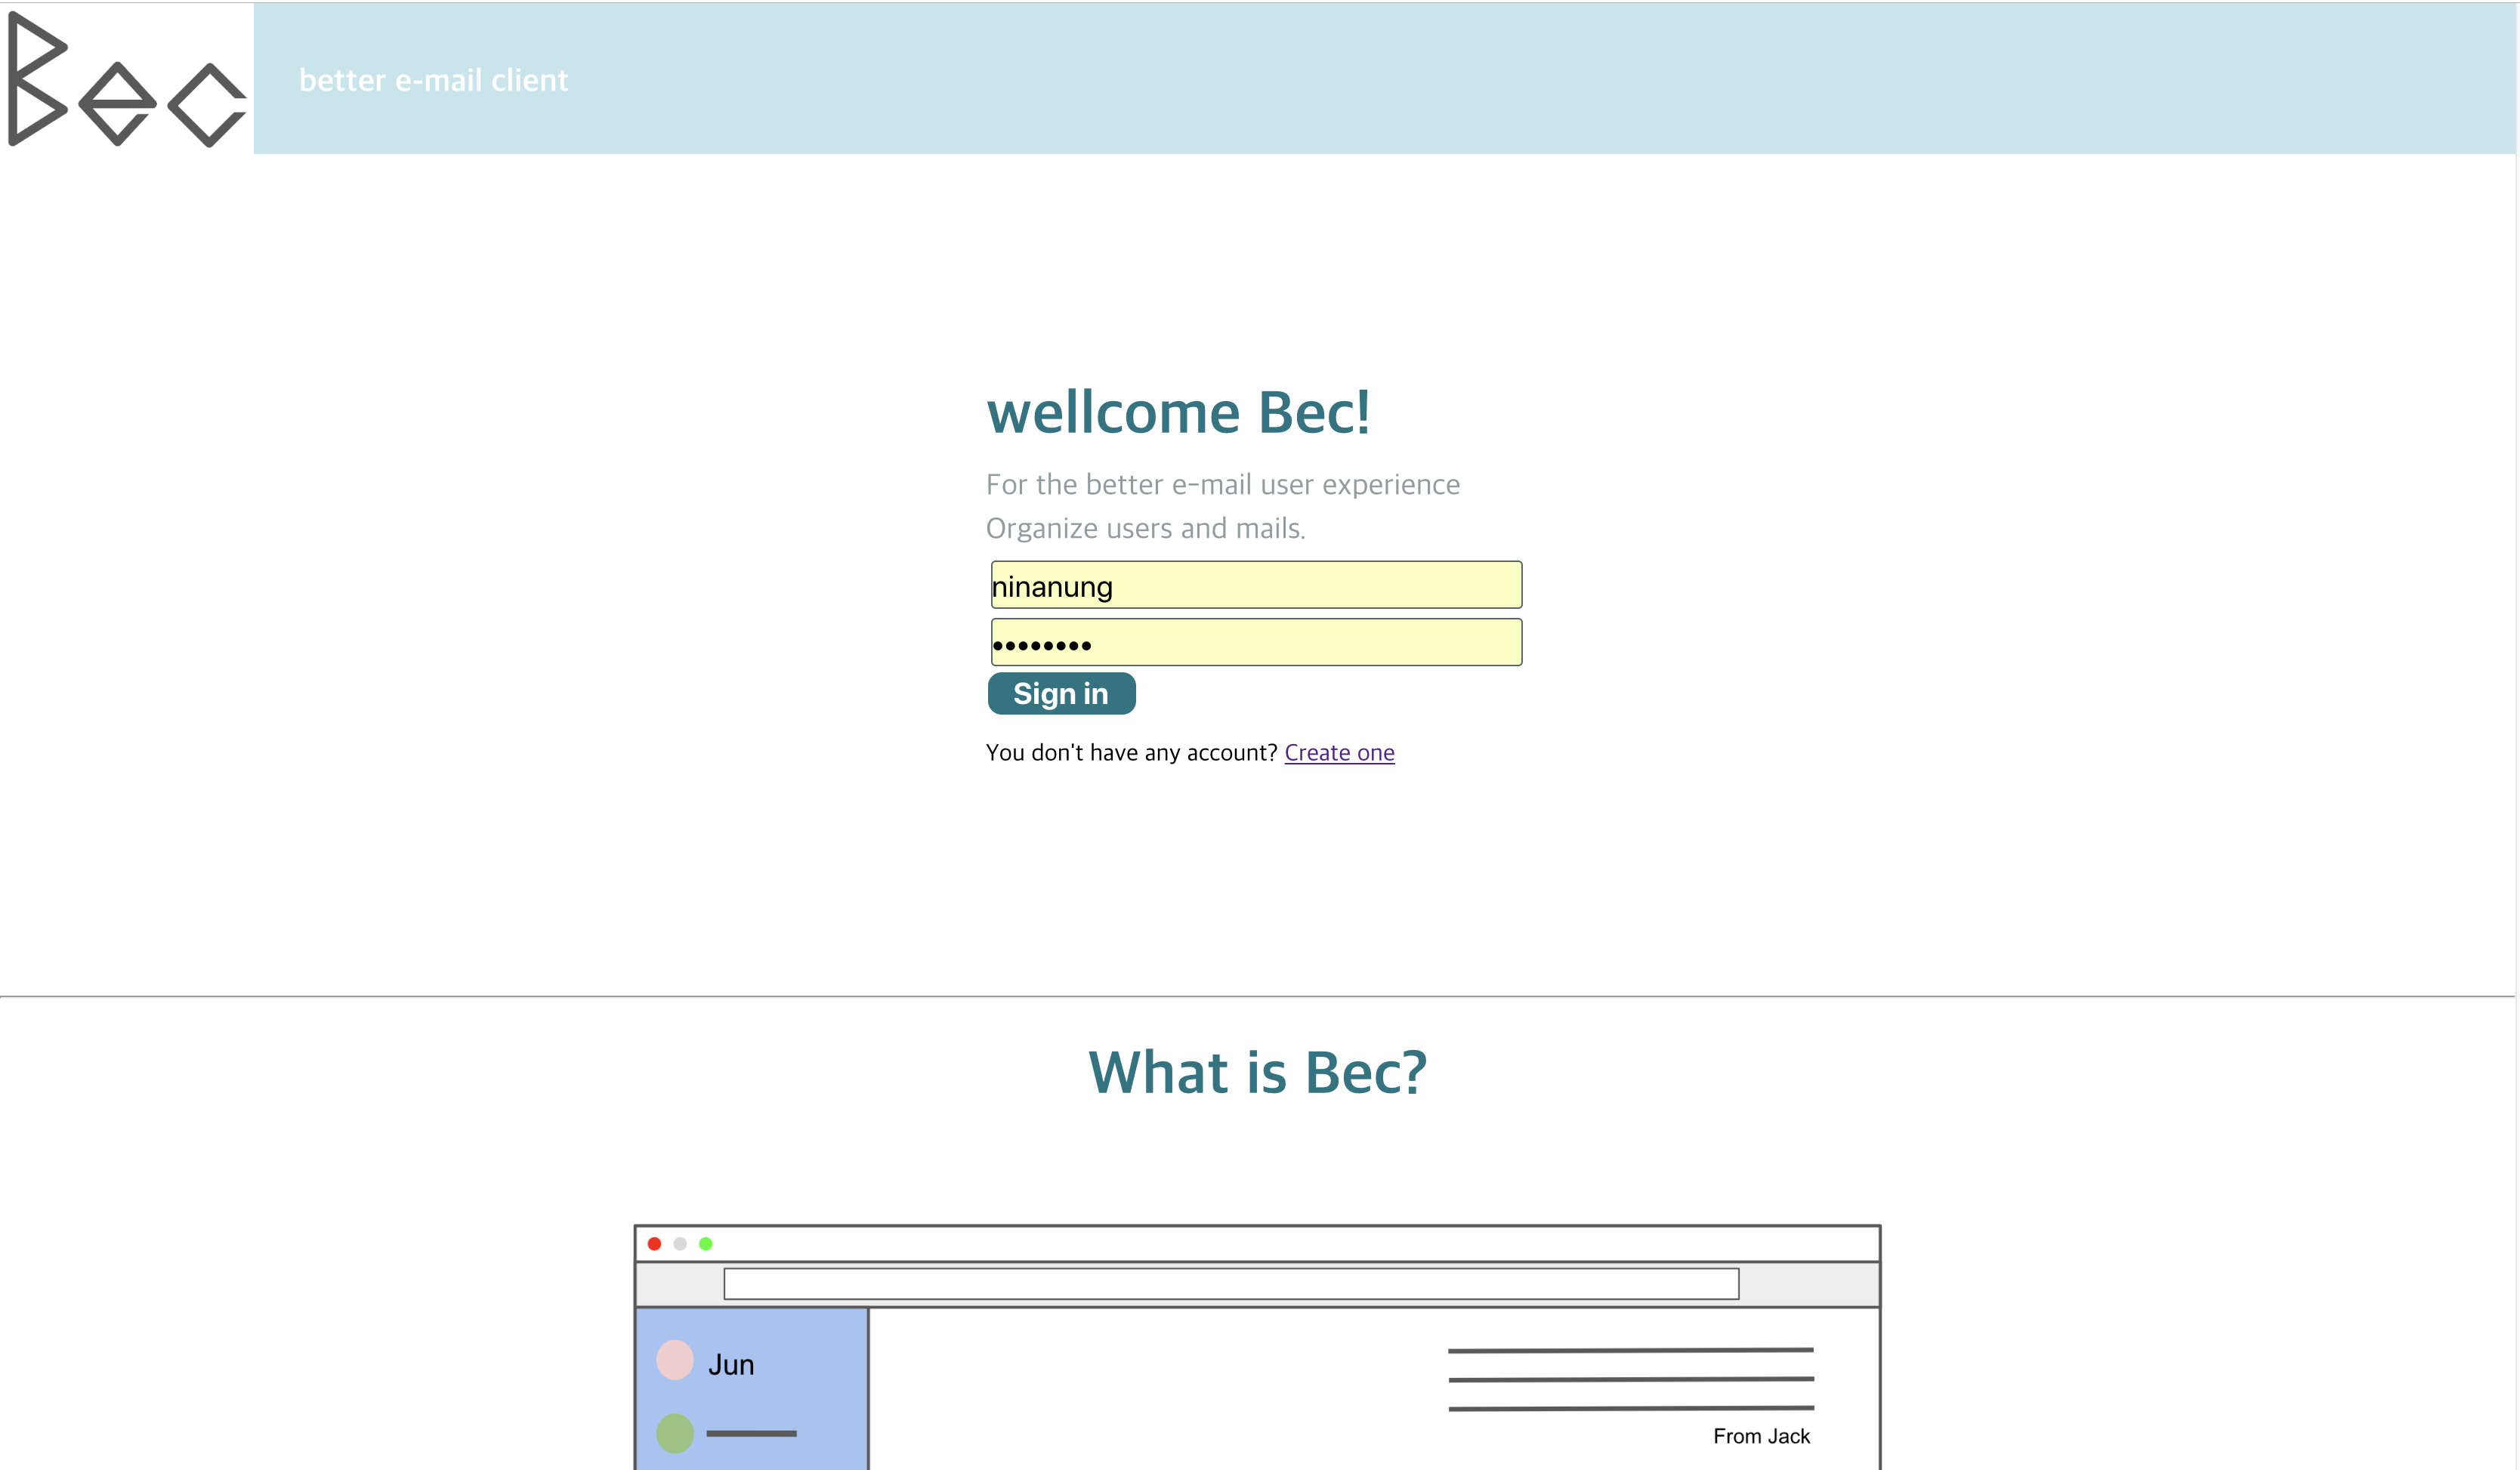 Bec
better e-mail client
wellcome Bec!
For the better e-mail user experience
Organize users and mails.
ninanung
••••••••
Sign in
You don't have any account? Create one
What is Bec?
Jun
From Jack